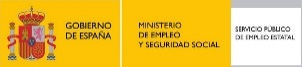 GOBIERNO
DE ESPAÑA
MINISTERIO
DE EMPLEO
Y SEGURIDAD SOCIAL
SERVICIO PÚBLICO
DE EMPLEO ESTATAL